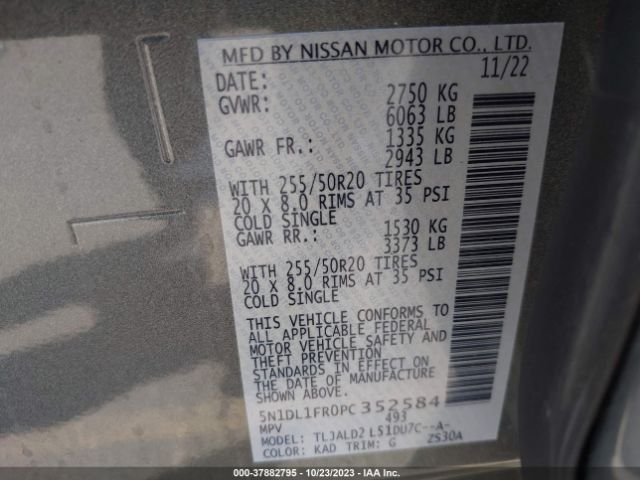 MFD BY NISSAN MOTOR CO., LTD.
DATE: 11/22
GVWR: 2750 KG
6063 LB
GAWR FR.: 1335 KG
2943 LB
WITH 255/50R20 TIRES
20 X 8.0 RIMS AT 35 PSI
COLD SINGLE
GAWR RR.: 1530 KG
3373 LB
WITH 255/50R20 TIRES
20 X 8.0 RIMS AT 35 PSI
COLD SINGLE
THIS VEHICLE CONFORMS TO
ALL APPLICABLE FEDERAL
MOTOR VEHICLE SAFETY AND
THEFT PREVENTION
STANDARDS IN EFFECT ON
THE DATE OF MANUFACTURE
SHOWN ABOVE.
5N1DL1FR0PC352584
MPV 493
MODEL: TLJALD2 L51DU7C--A-
COLOR: KAD TRIM: G ZS30A
000-37882795 - 10/23/2023 - COPART.COM